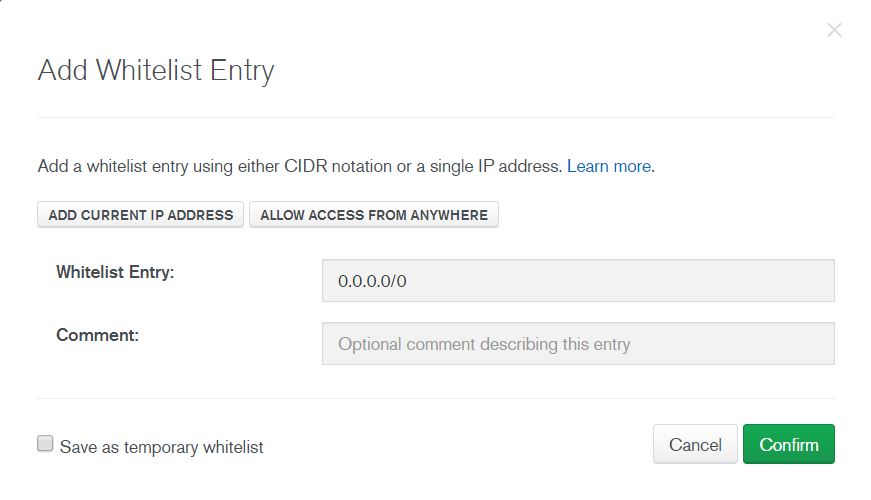 Add Whitelist Entry
Add a whitelist entry using either CIDR notation or a single IP address. Learn more.
ADD CURRENT IP ADDRESS ALLOW ACCESS FROM ANYWHERE
Whitelist Entry: 0.0.0.0/0
Comment: Optional comment describing this entry
Save as temporary whitelist Cancel Confirm